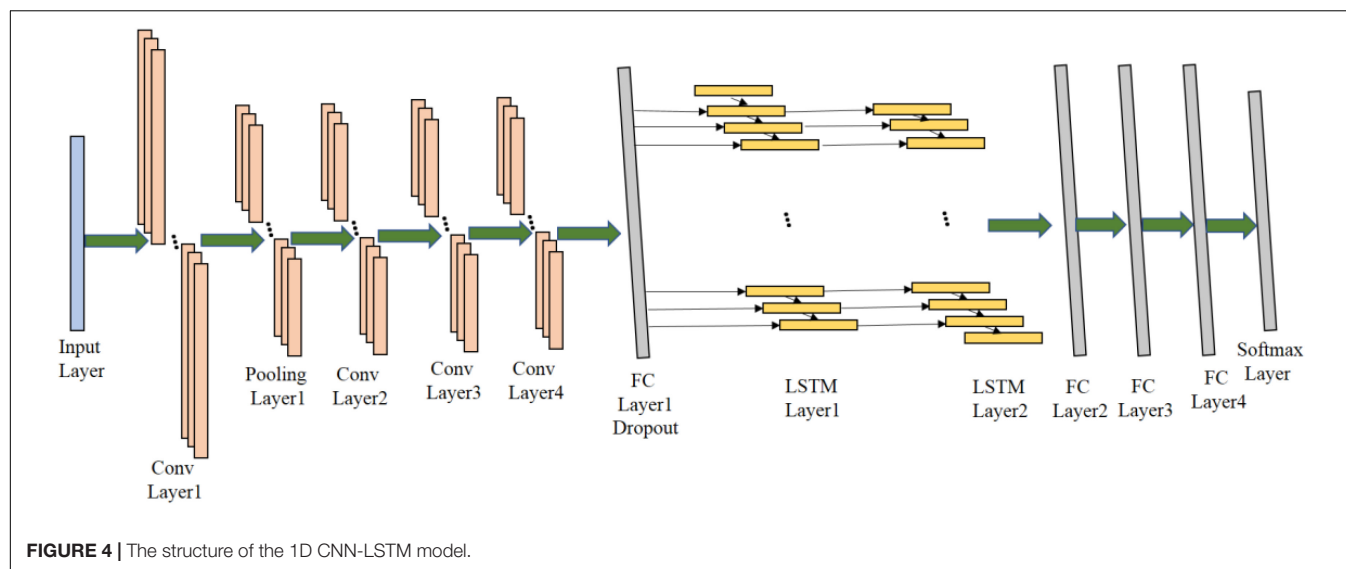 Input
Layer
Conv
Layer1
Pooling
Layer1
Conv
Layer2
Conv
Layer3
Conv
Layer4
FC
Layer1
Dropout
LSTM
Layer1
LSTM
Layer2
FC
Layer2
FC
Layer3
FC
Layer4
Softmax
Layer
FIGURE 4 | The structure of the 1D CNN-LSTM model.